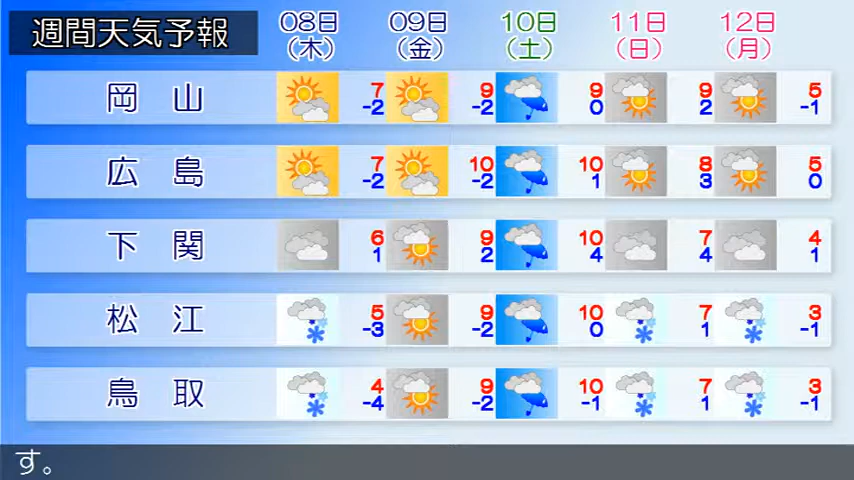 週間天気予報
08日 09日 10日 11日 12日
(木) (金) (土) (日) (月)
岡山 7 9 9 9 5
-2 -2 0 2 -1
広島 7 10 10 8 5
-2 -2 1 3 0
下関 6 9 10 7 4
1 2 4 4 1
松江 5 9 10 7 3
-3 -2 0 1 -1
鳥取 4 9 10 7 3
-4 -2 -1 1 -1
す。